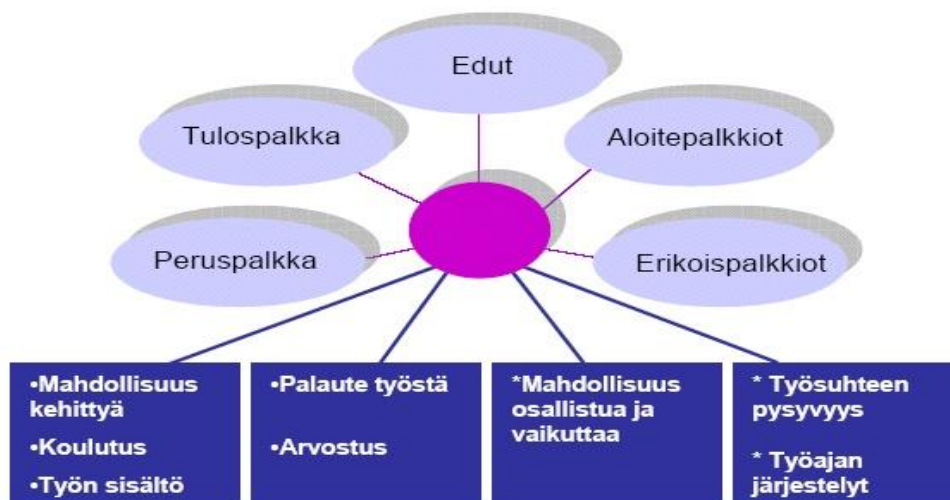 Edut
Tulospalkka
Aloitepalkkiot
Peruspalkka
Erikoispalkkiot
•Mahdollisuus
kehittyä
•Koulutus
•Työn sisältö
•Palaute työstä
•Arvostus
*Mahdollisuus
osallistua ja
vaikuttaa
* Työsuhteen
pysyvyys
* Työajan
järjestelyt